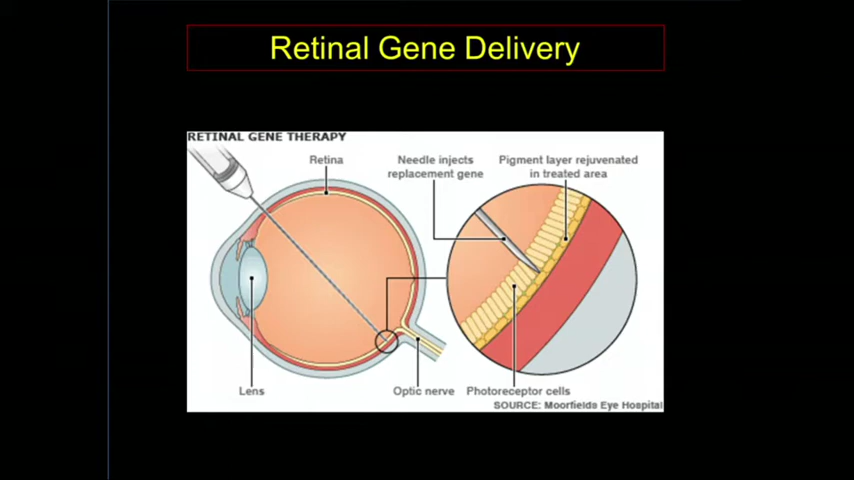 Retinal Gene Delivery
RETINAL GENE THERAPY
Retina
Needle injects
replacement gene
Pigment layer rejuvenated
in treated area
Lens
Optic nerve
Photoreceptor cells
SOURCE: Moorfields Eye Hospital